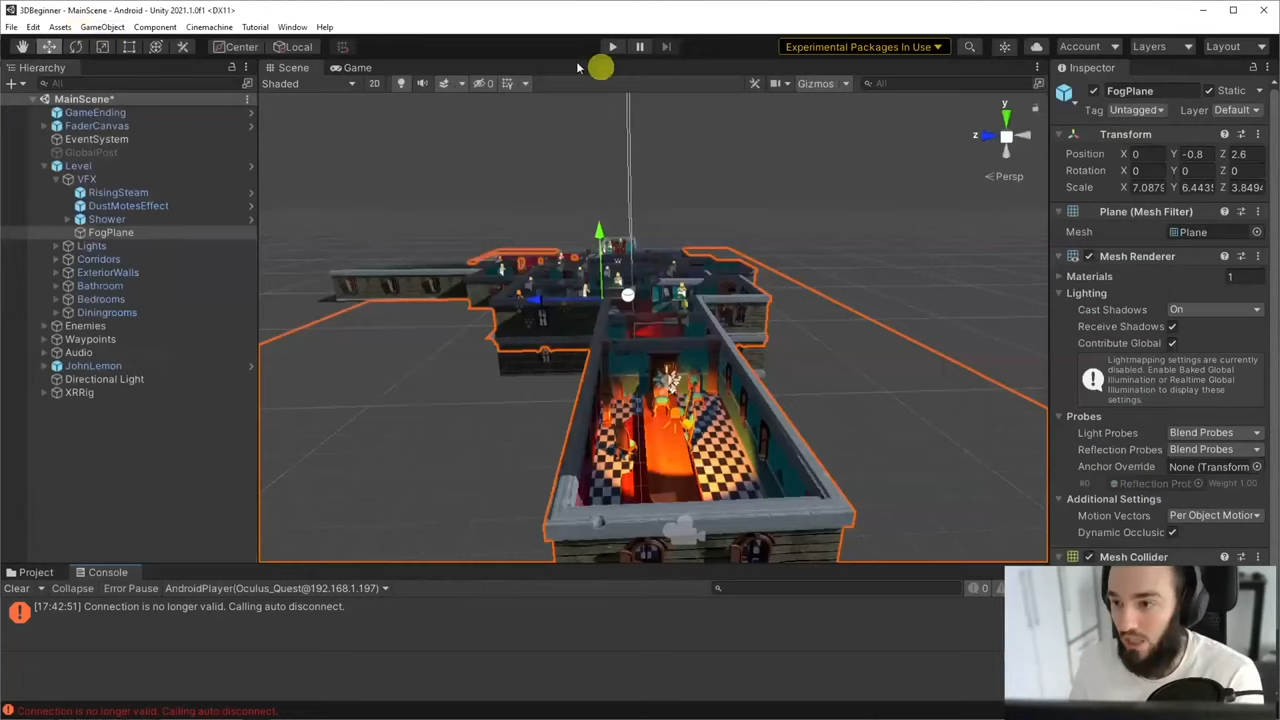 3DBeginner - MainScene - Android - Unity 2021.1.0f1 <DX11>
File Edit Assets GameObject Component Cinemachine Tutorial Window Help
Center Local Experimental Packages In Use Account Layers Layout
Hierarchy Scene Game Inspector
All Shaded 2D 0 Gizmos All FogPlane Static
MainScene*
Tag Untagged Layer Default
GameEnding
FaderCanvas
Transform
EventSystem
GlobalPost
Position X 0 Y -0.8 Z 2.6
Level
Rotation X 0 Y 0 Z 0
VFX
Scale X 7.0879 Y 6.4435 Z 3.8494
RisingSteam
DustMotesEffect
Plane (Mesh Filter)
Shower
FogPlane
Mesh Plane
Lights
Mesh Renderer
Corridors
ExteriorWalls
Materials 1
Bathroom
Lighting
Bedrooms
Cast Shadows On
Diningrooms
Enemies
Receive Shadows
Waypoints
Contribute Global
Audio
JohnLemon
Directional Light
XRRig
Lightmapping settings are currently
disabled. Enable Baked Global
Illumination or Realtime Global
Illumination to display these
settings.
Probes
Light Probes Blend Probes
Reflection Probes Blend Probes
Anchor Override None (Transform
#0 Reflection Prob Weight 1.00
Additional Settings
Motion Vectors Per Object Motion
Dynamic Occlusic
Mesh Collider
y
z
Persp
Project Console
Clear Collapse Error Pause AndroidPlayer(Oculus_Quest@192.168.1.197) 0
[17:42:51] Connection is no longer valid. Calling auto disconnect.
Connection is no longer valid. Calling auto disconnect.